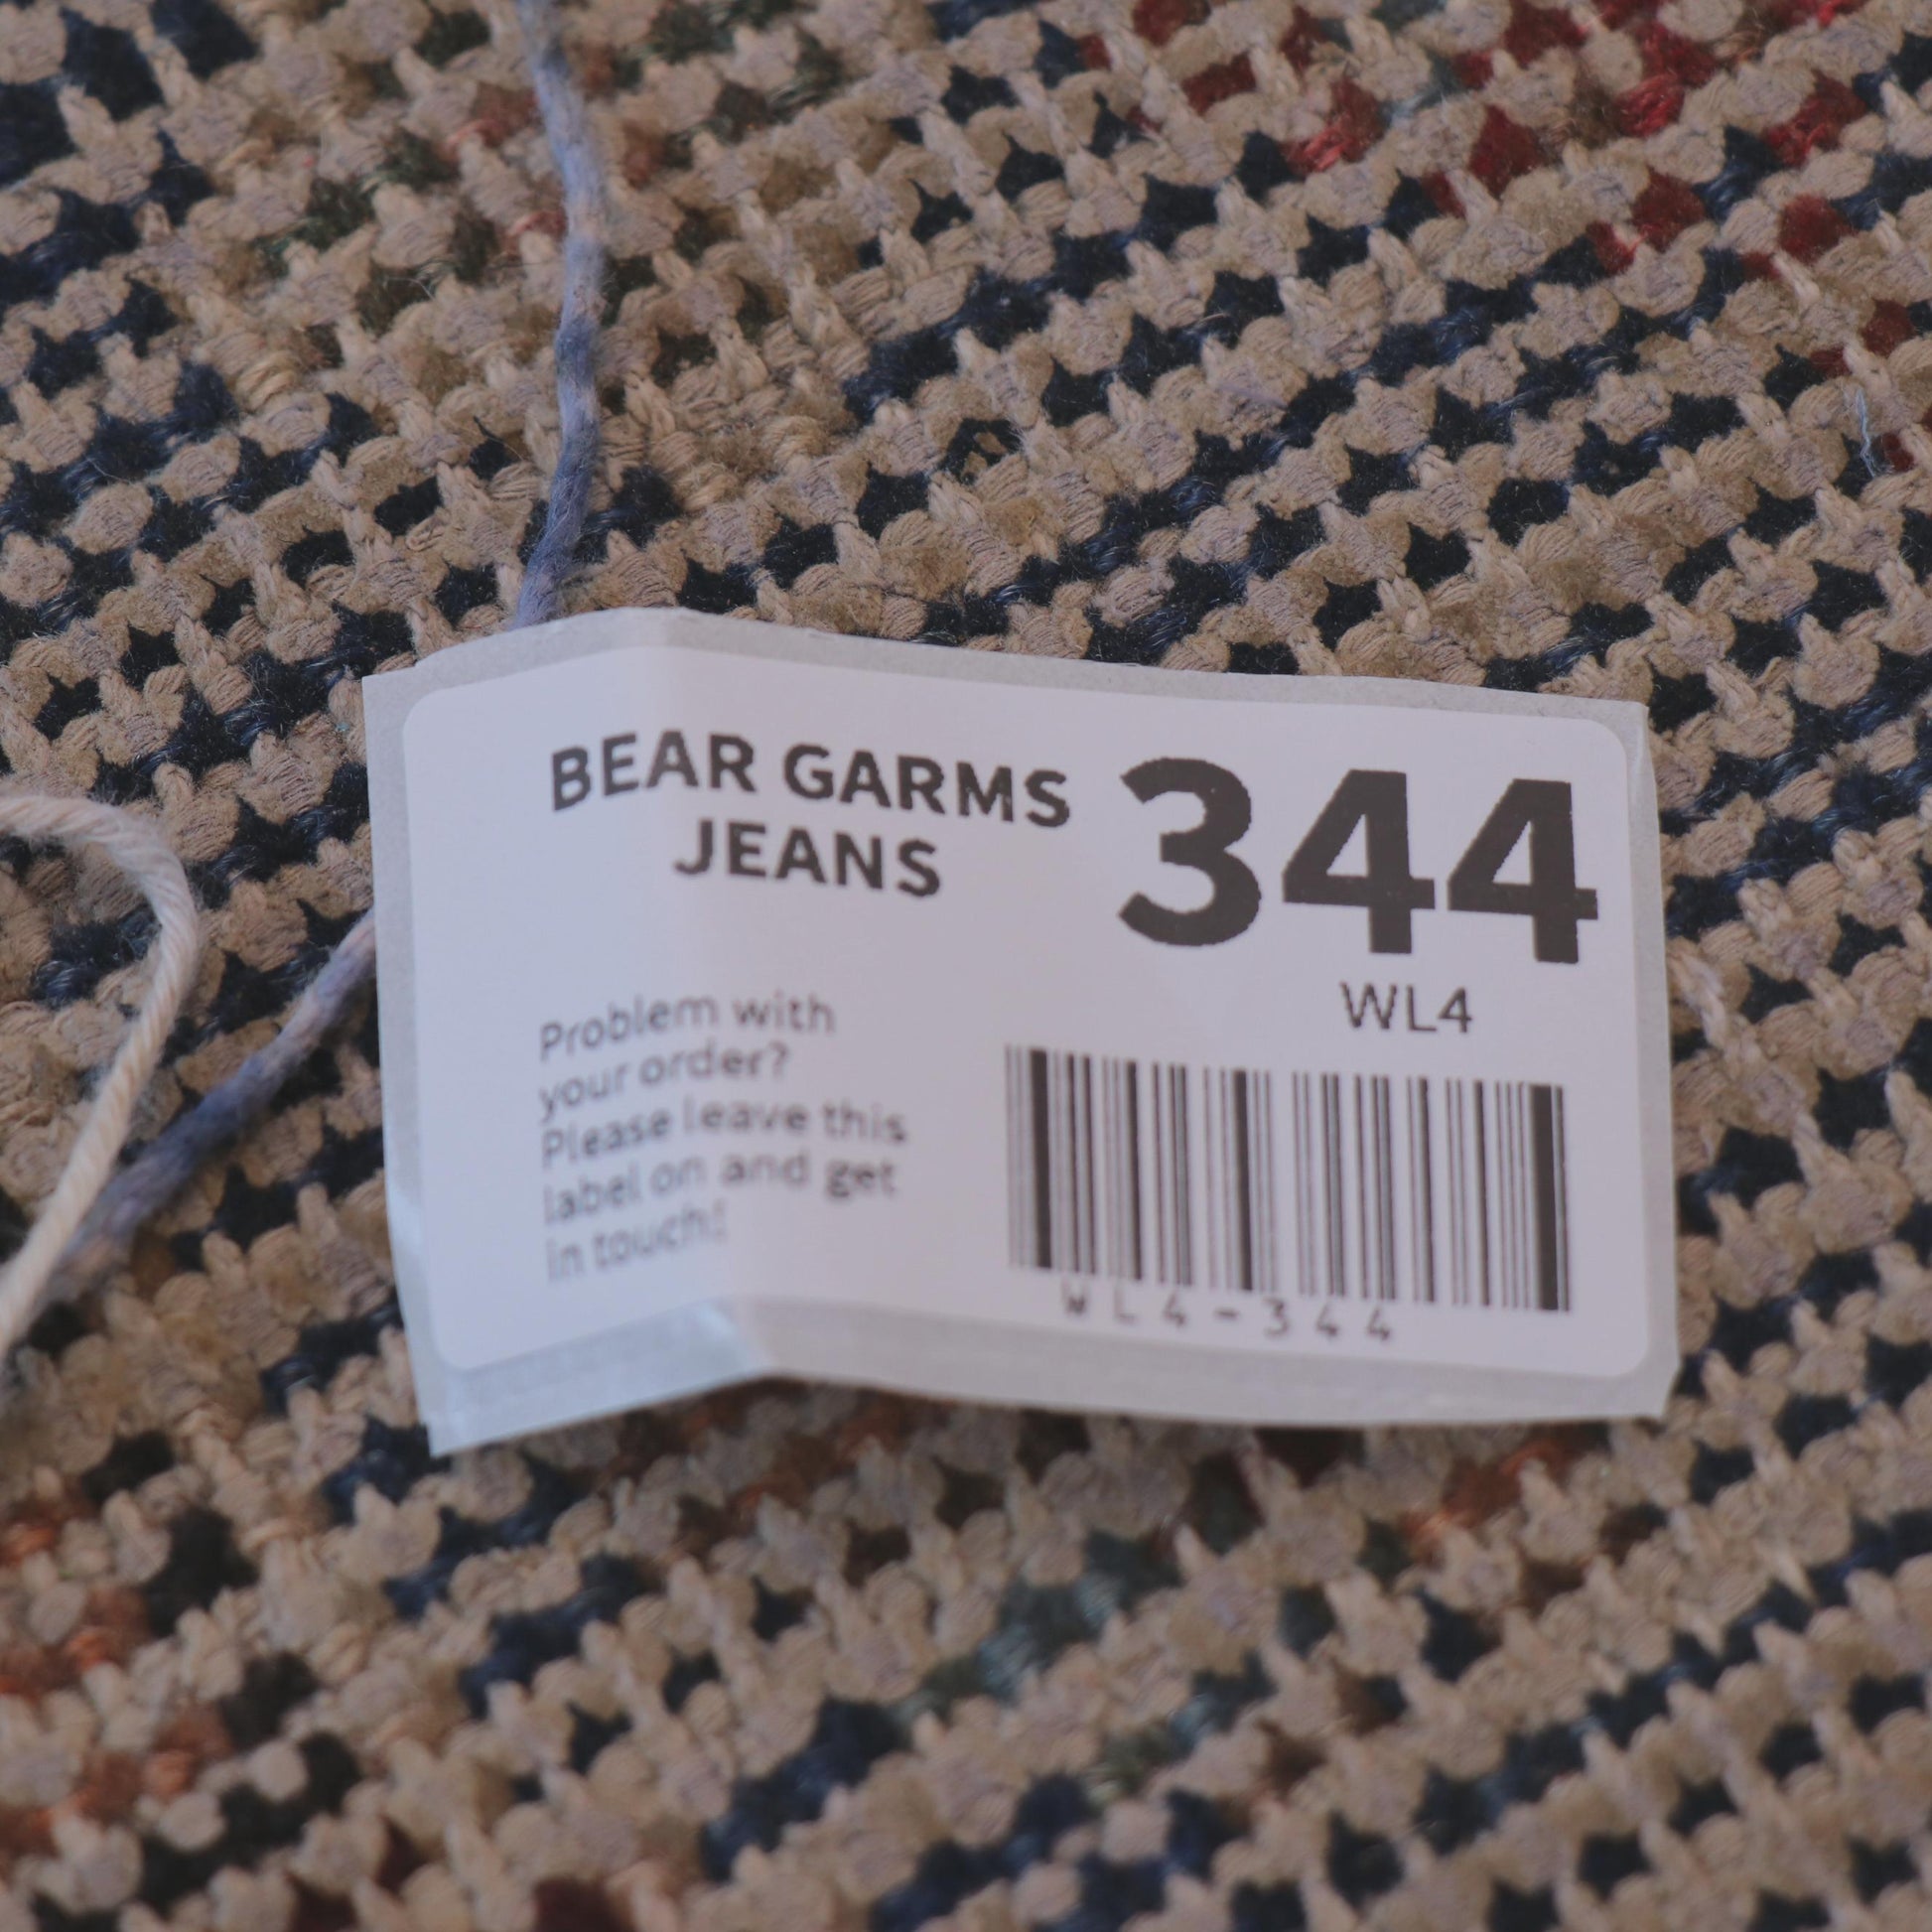 BEAR GARMS
JEANS
344
WL4
Problem with
your order?
Please leave this
label on and get
in touch!
WL4-344